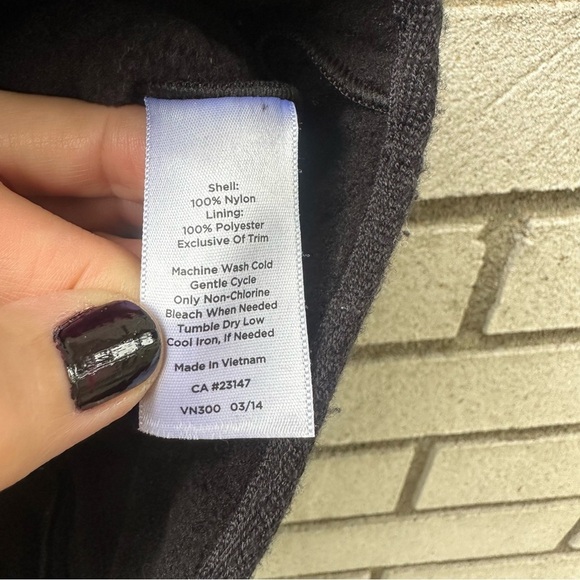 Shell:
100% Nylon
Lining:
100% Polyester
Exclusive Of Trim
Machine Wash Cold
Gentle Cycle
Only Non-Chlorine
Bleach When Needed
Tumble Dry Low
Cool Iron, If Needed
Made In Vietnam
CA #23147
VN300 03/14